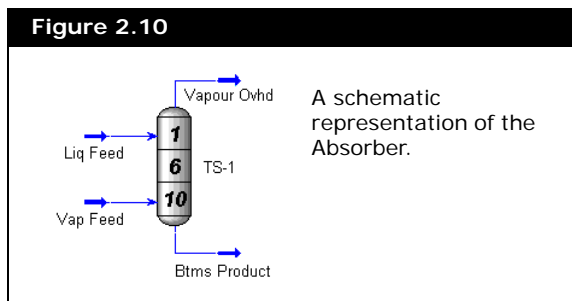 Figure 2.10
Vapour Ovhd
A schematic
representation of the
Absorber.
1
Liq Feed
6
TS-1
10
Vap Feed
Btms Product